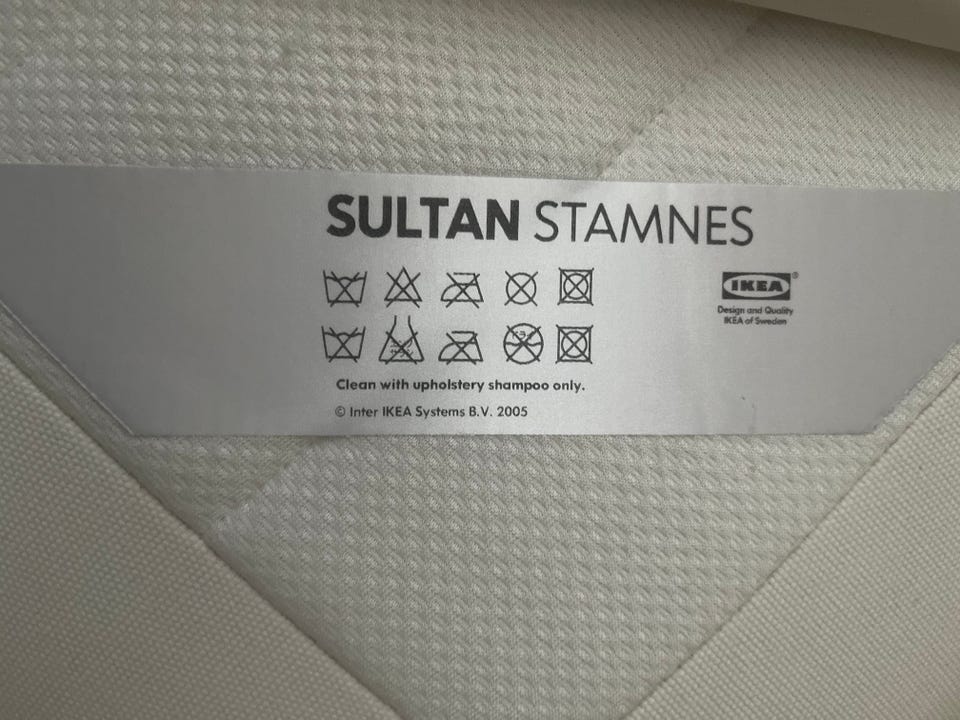 SULTAN STAMNES
IKEA®
Design and Quality
IKEA of Sweden
Clean with upholstery shampoo only.
© Inter IKEA Systems B.V. 2005